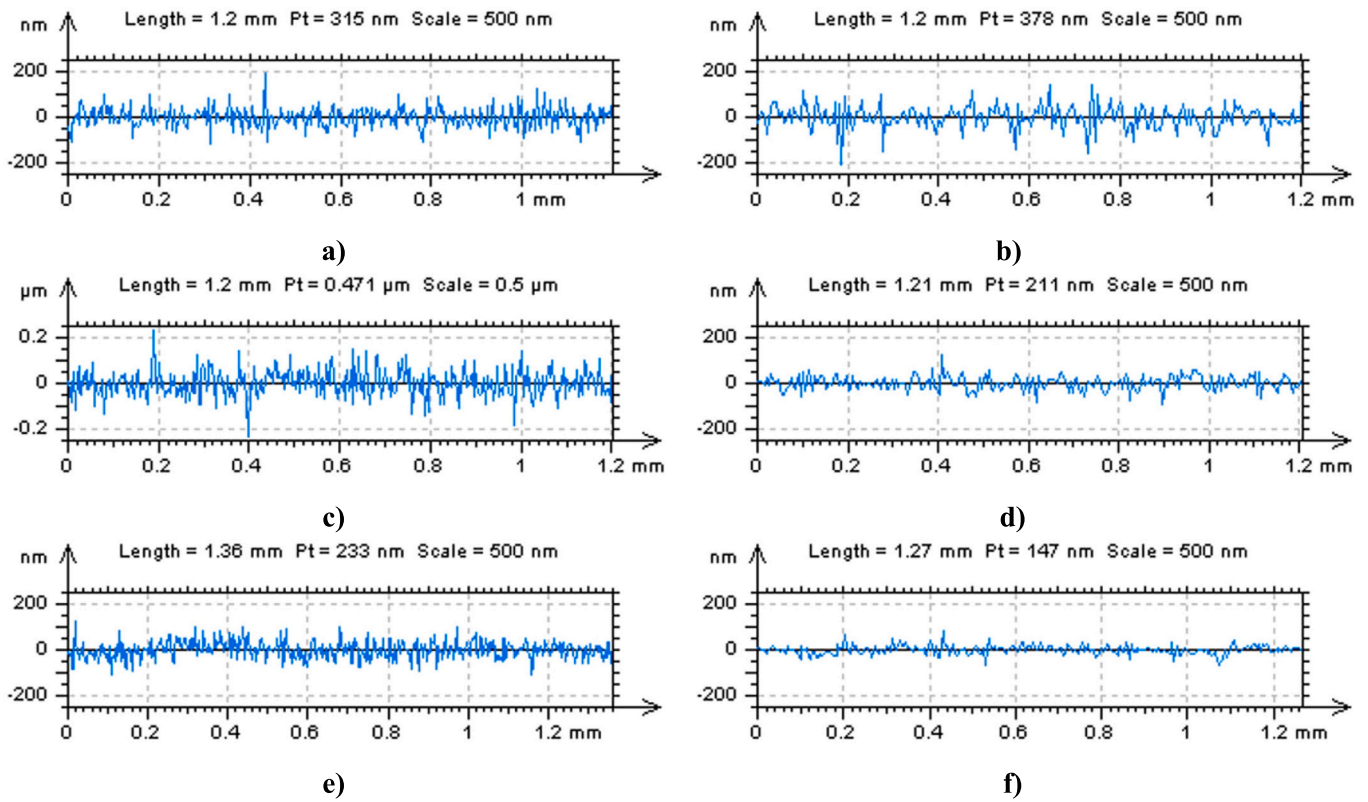 Length = 1.2 mm Pt = 315 nm Scale = 500 nm
nm
200
0
-200
0 0.2 0.4 0.6 0.8 1 mm
a)
Length = 1.2 mm Pt = 378 nm Scale = 500 nm
nm
200
0
-200
0 0.2 0.4 0.6 0.8 1 1.2 mm
b)
Length = 1.2 mm Pt = 0.471 µm Scale = 0.5 µm
µm
0.2
0
-0.2
0 0.2 0.4 0.6 0.8 1 1.2 mm
c)
Length = 1.21 mm Pt = 211 nm Scale = 500 nm
nm
200
0
-200
0 0.2 0.4 0.6 0.8 1 1.2 mm
d)
Length = 1.36 mm Pt = 233 nm Scale = 500 nm
nm
200
0
-200
0 0.2 0.4 0.6 0.8 1 1.2 mm
e)
Length = 1.27 mm Pt = 147 nm Scale = 500 nm
nm
200
0
-200
0 0.2 0.4 0.6 0.8 1 1.2 mm
f)